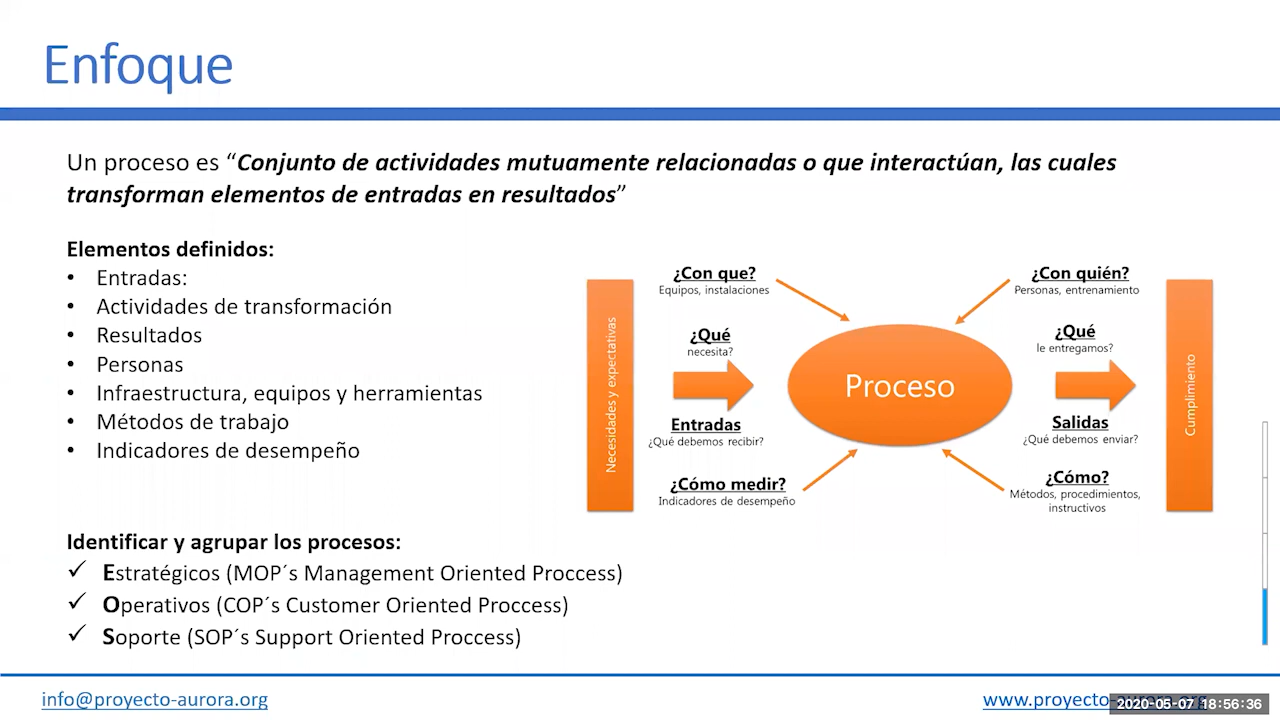 Enfoque
Un proceso es “Conjunto de actividades mutuamente relacionadas o que interactúan, las cuales
transforman elementos de entradas en resultados”
Elementos definidos:
• Entradas:
• Actividades de transformación
• Resultados
• Personas
• Infraestructura, equipos y herramientas
• Métodos de trabajo
• Indicadores de desempeño
Necesidades y expectativas
¿Con que?
Equipos, instalaciones
¿Qué
necesita?
Entradas
¿Qué debemos recibir?
¿Cómo medir?
Indicadores de desempeño
Proceso
¿Con quién?
Personas, entrenamiento
¿Qué
le entregamos?
Salidas
¿Qué debemos enviar?
¿Cómo?
Métodos, procedimientos,
instructivos
Cumplimiento
Identificar y agrupar los procesos:
✓ Estratégicos (MOP´s Management Oriented Proccess)
✓ Operativos (COP´s Customer Oriented Proccess)
✓ Soporte (SOP´s Support Oriented Proccess)
info@proyecto-aurora.org
www.proyecto-aurora.org
2020-05-07 18:56:36